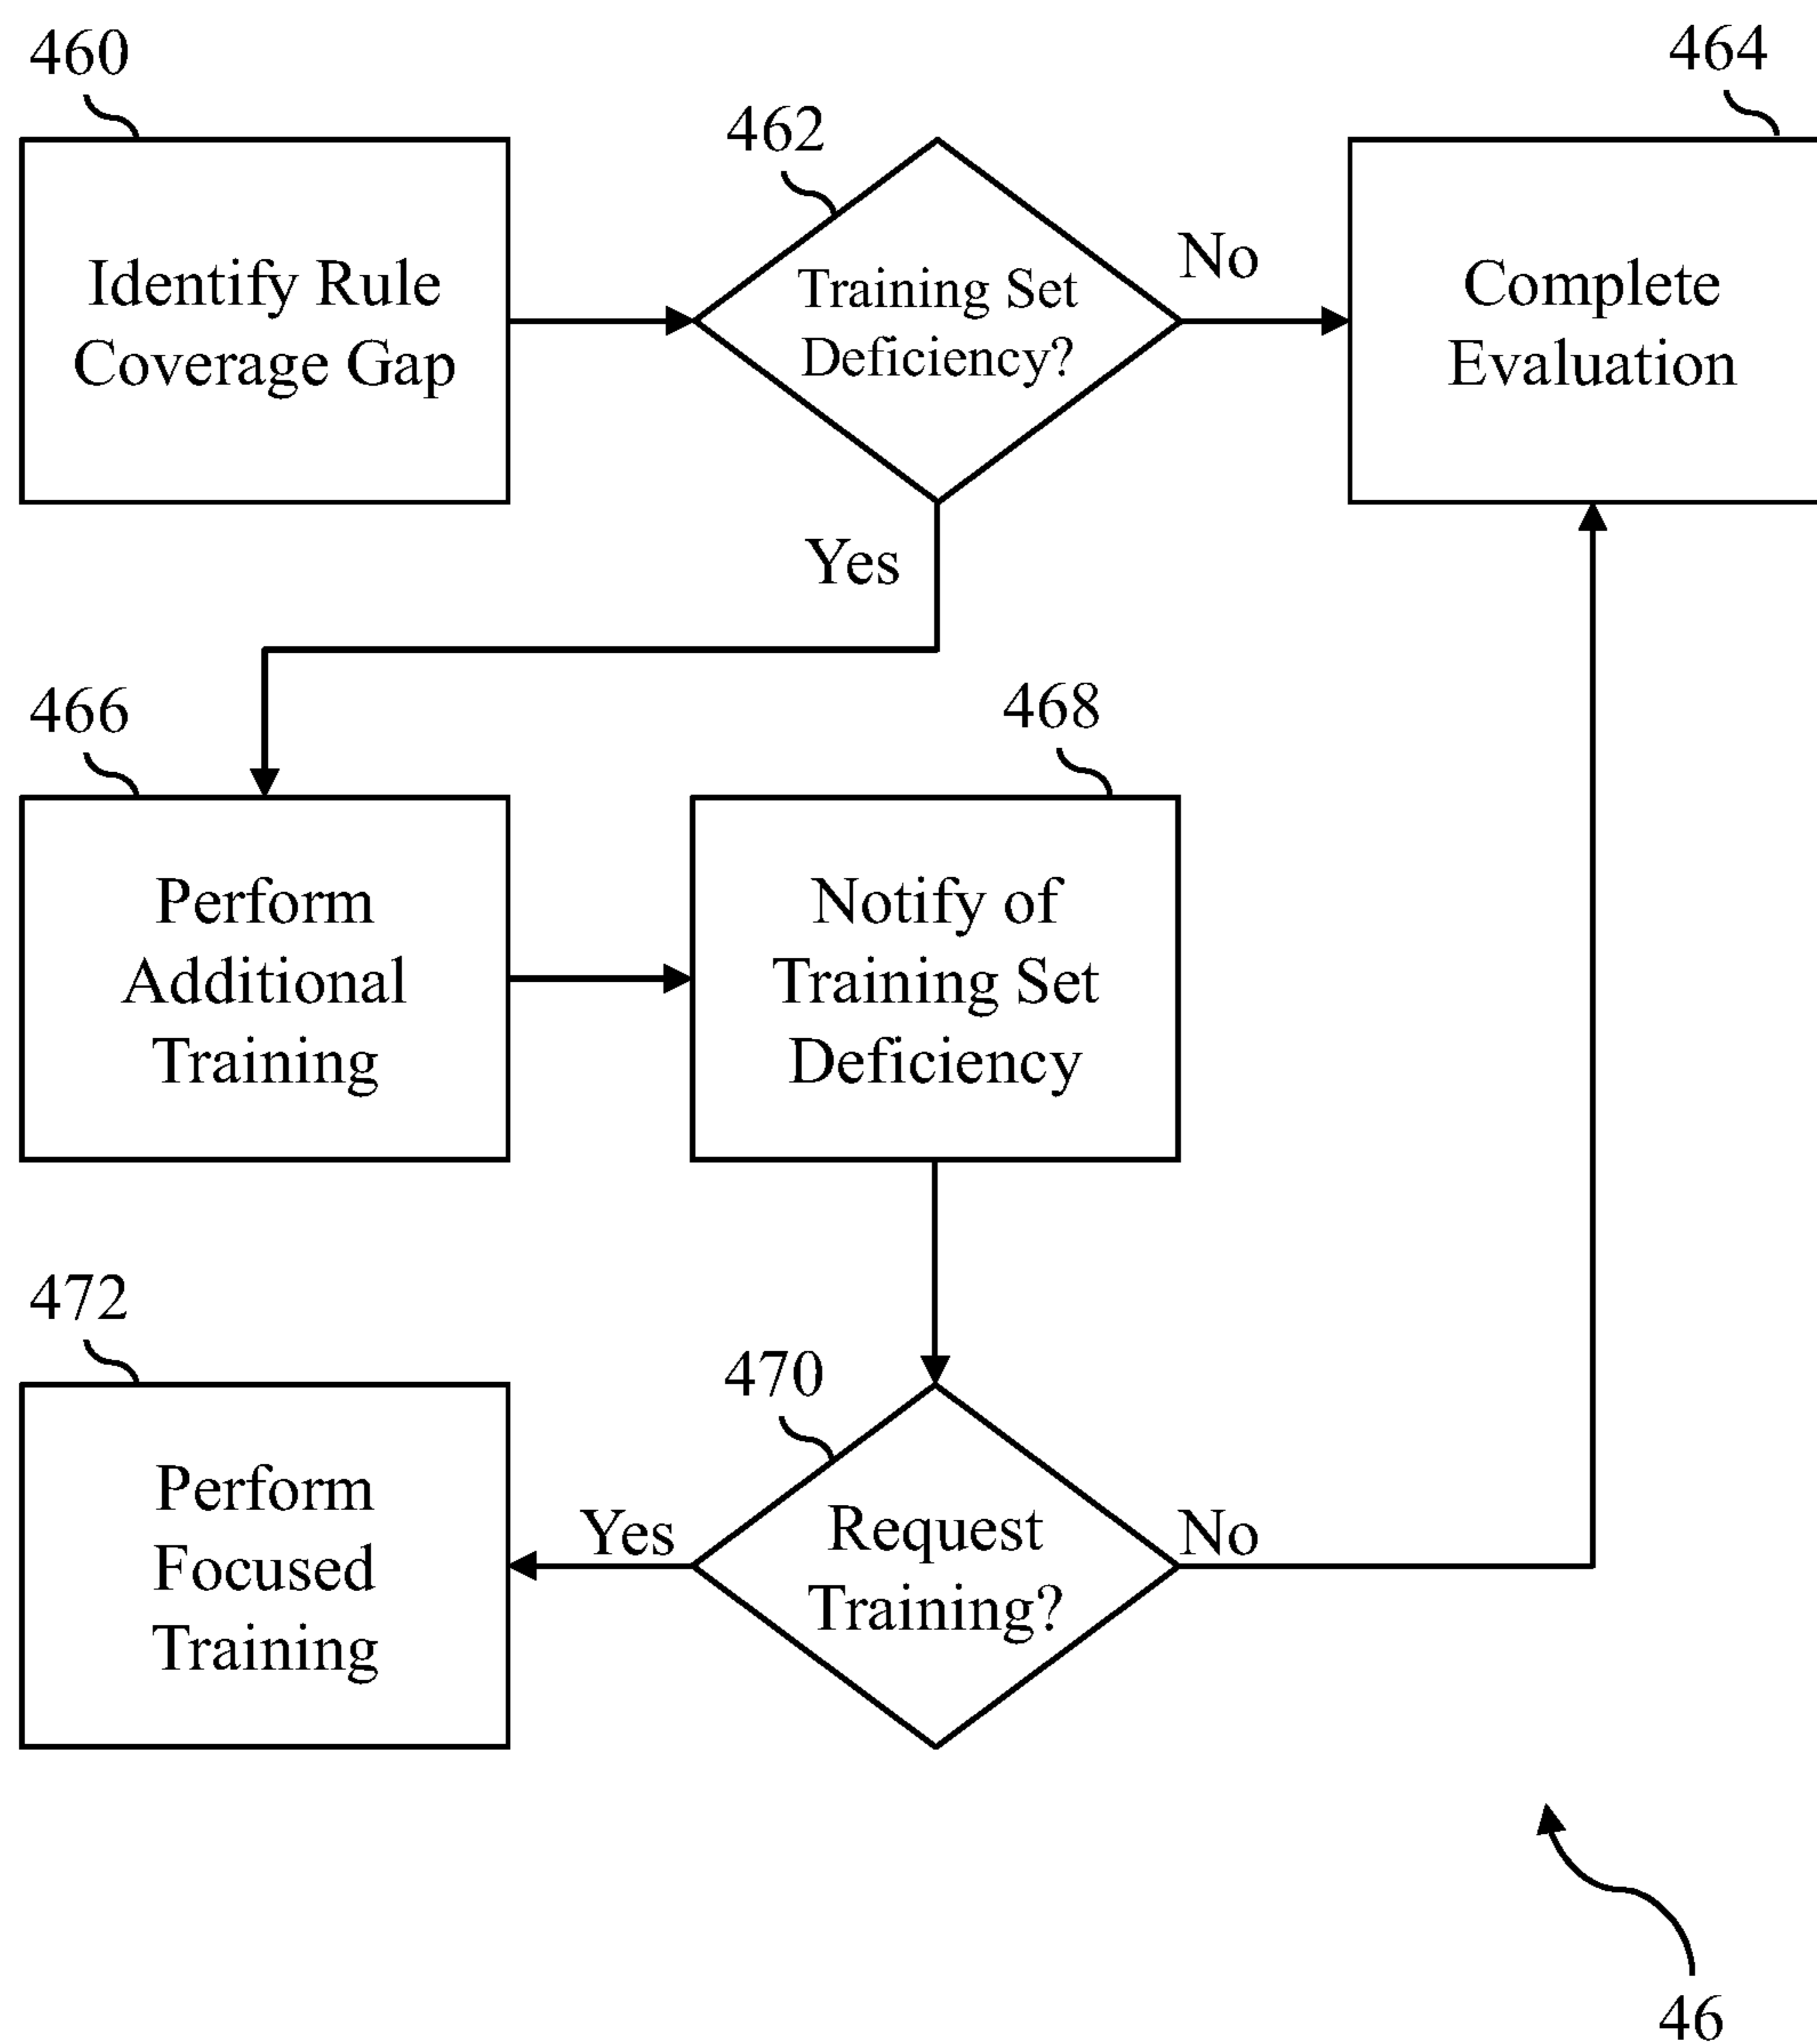 460
Identify Rule
Coverage Gap
462
Training Set
Deficiency?
No
Yes
464
Complete
Evaluation
466
Perform
Additional
Training
468
Notify of
Training Set
Deficiency
470
Request
Training?
Yes
No
472
Perform
Focused
Training
46